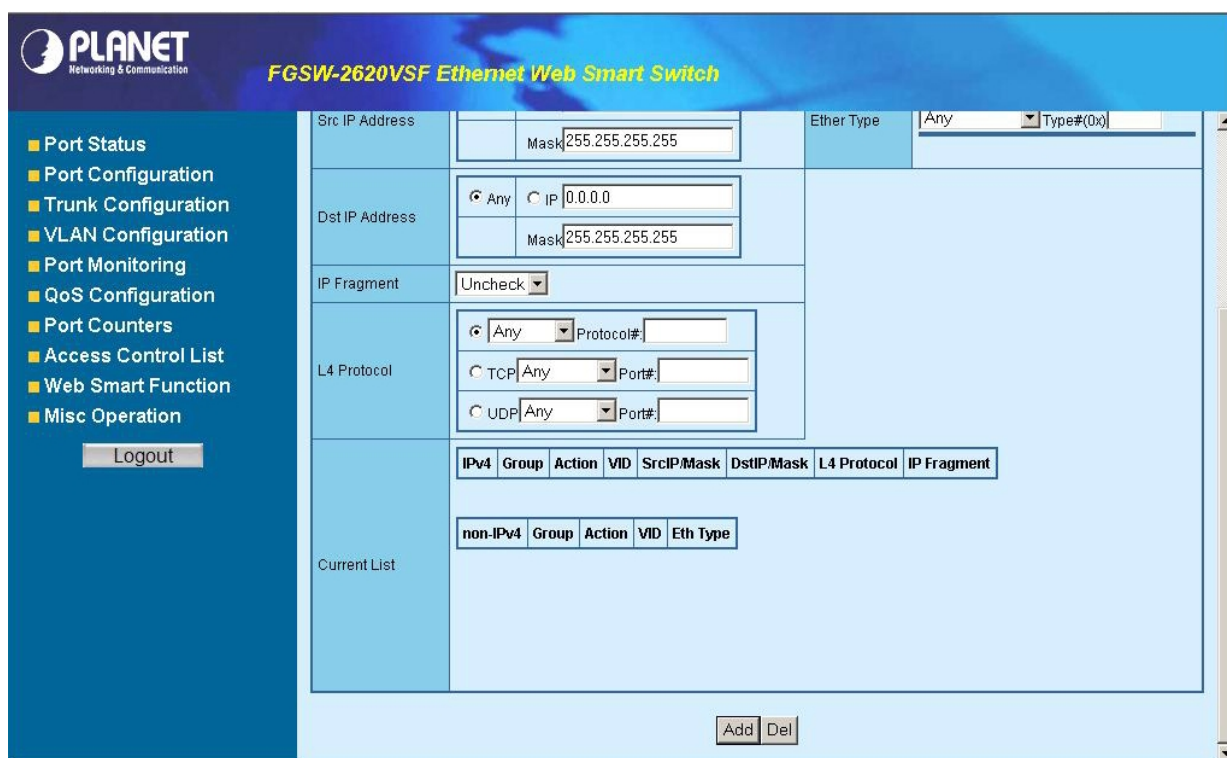 PLANET
Networking & Communication
FGSW-2620VSF Ethernet Web Smart Switch
Port Status
Port Configuration
Trunk Configuration
VLAN Configuration
Port Monitoring
QoS Configuration
Port Counters
Access Control List
Web Smart Function
Misc Operation
Logout
Src IP Address
Mask 255.255.255.255
Ether Type
Any Type#(0x)
Dst IP Address
Any IP 0.0.0.0
Mask 255.255.255.255
IP Fragment
Uncheck
L4 Protocol
Any Protocol#:
TCP Any Port#:
UDP Any Port#:
Current List
IPv4 Group Action VID SrcIP/Mask DstIP/Mask L4 Protocol IP Fragment
non-IPv4 Group Action VID Eth Type
Add Del